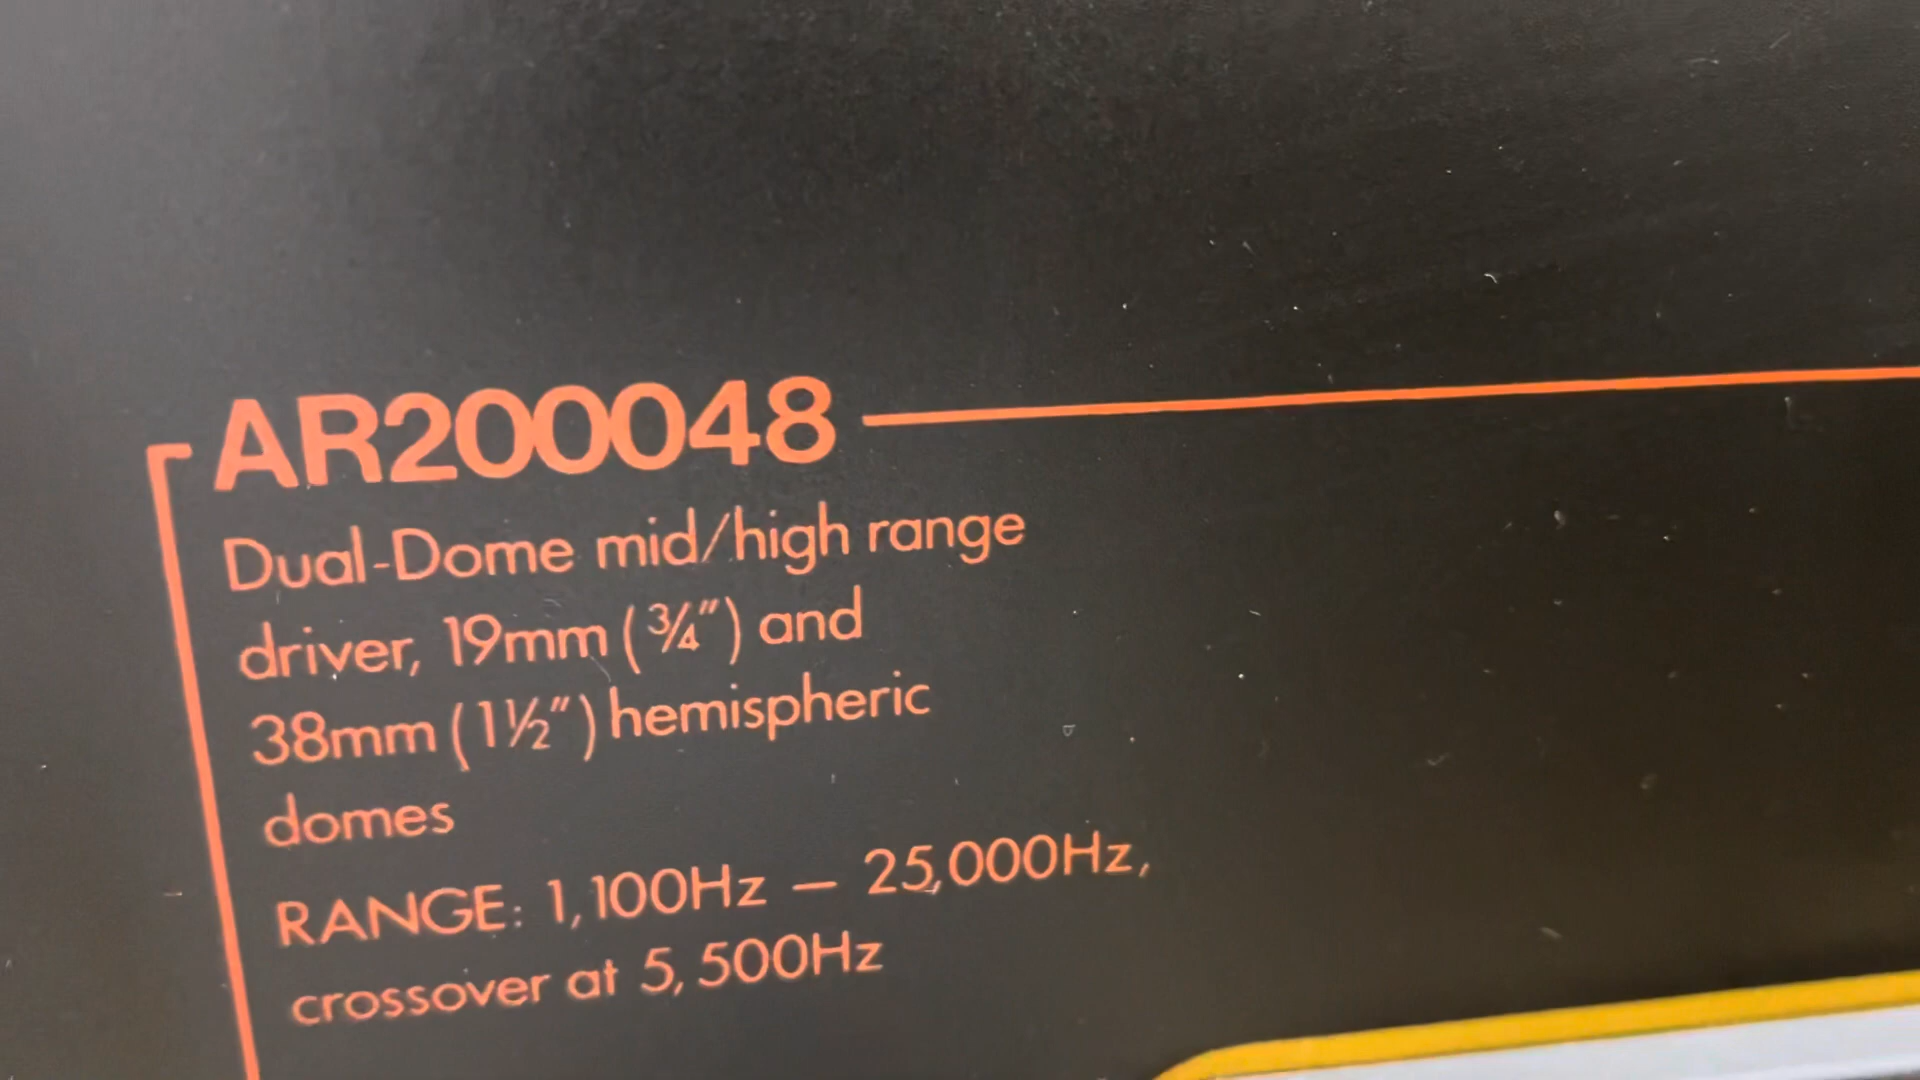 AR200048
Dual-Dome mid/high range
driver, 19mm (¾") and
38mm (1½") hemispheric
domes
RANGE: 1,100Hz – 25,000Hz,
crossover at 5,500Hz